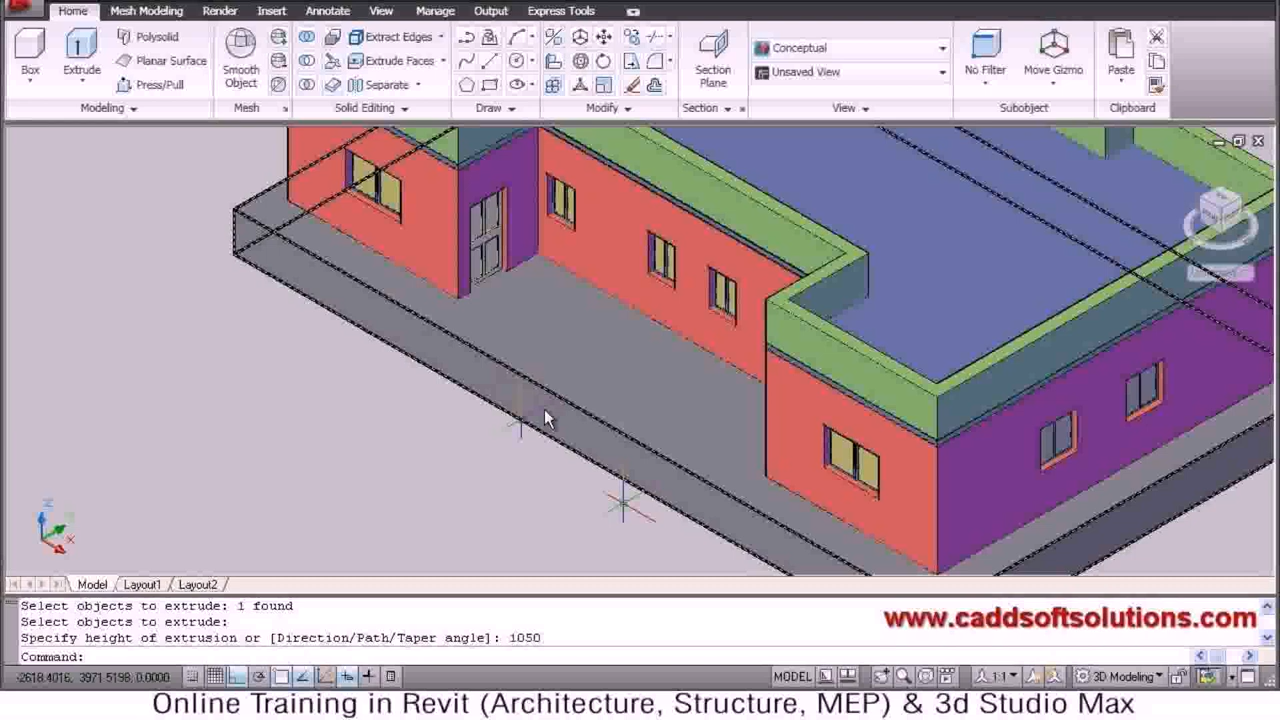 Home Mesh Modeling Render Insert Annotate View Manage Output Express Tools
Polysolid Extract Edges Conceptual
Planar Surface Extrude Faces
Box Extrude Smooth Object Section Plane Unsaved View No Filter Move Gizmo Paste
Press/Pull Separate
Modeling Mesh Solid Editing Draw Modify Section View Subobject Clipboard
Z
X
Model Layout1 Layout2
Select objects to extrude: 1 found
Select objects to extrude:
Specify height of extrusion or [Direction/Path/Taper angle]: 1050
Command:
www.caddsoftsolutions.com
-2618.4016, 3971.5198, 0.0000 MODEL 1:1 3D Modeling
Online Training in Revit (Architecture, Structure, MEP) & 3d Studio Max